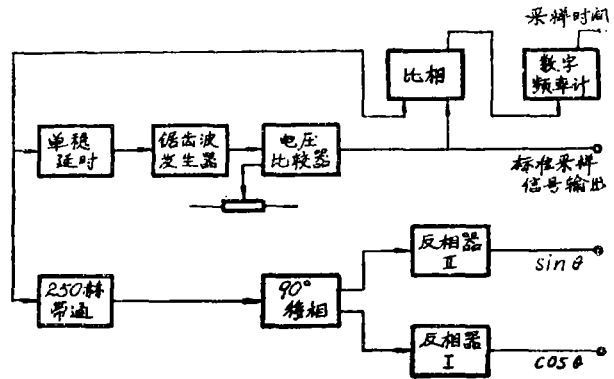 采样时间
比相
数字
频率计
单稳
延时
锯齿波
发生器
电压
比较器
标准采样
信号输出
反相器
II
sinθ
250赫
带通
90°
移相
反相器
I
cosθ